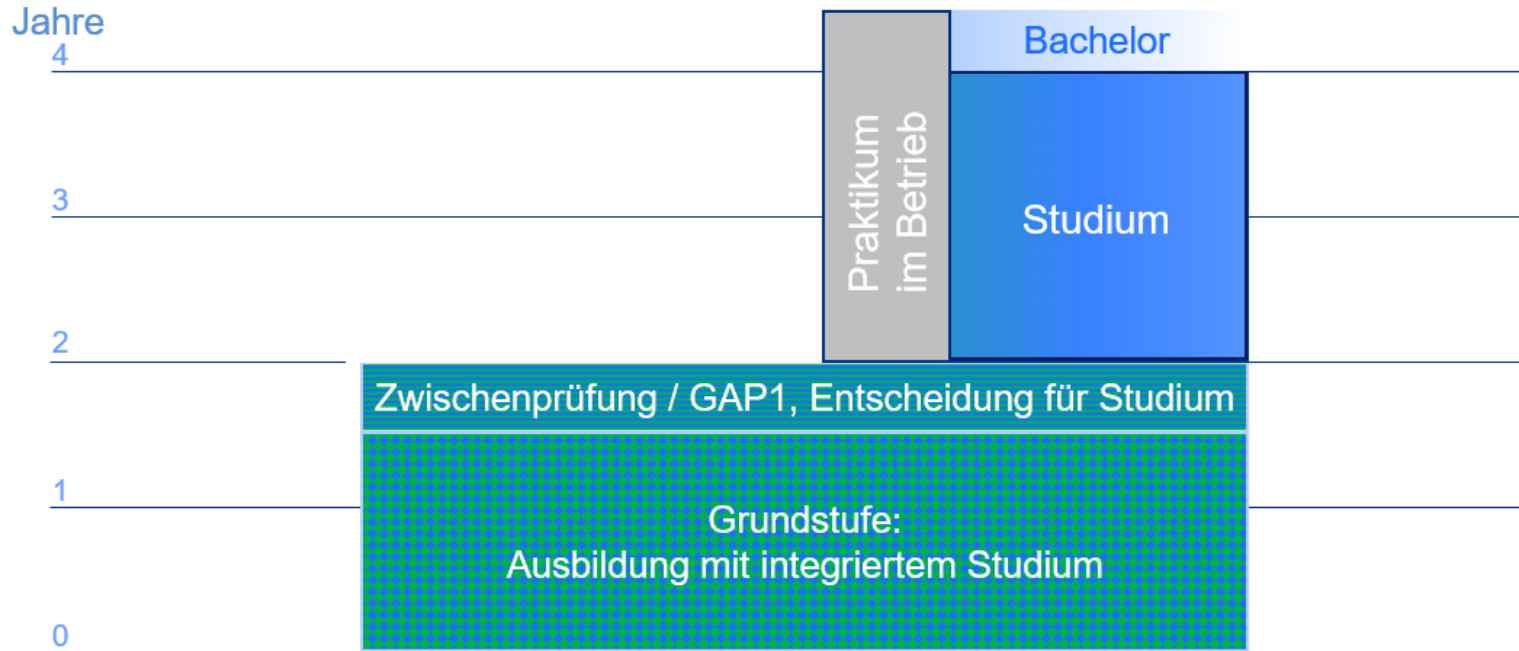 Jahre
4
Bachelor
Praktikum
im Betrieb
3
Studium
2
Zwischenprüfung / GAP1, Entscheidung für Studium
1
Grundstufe:
Ausbildung mit integriertem Studium
0